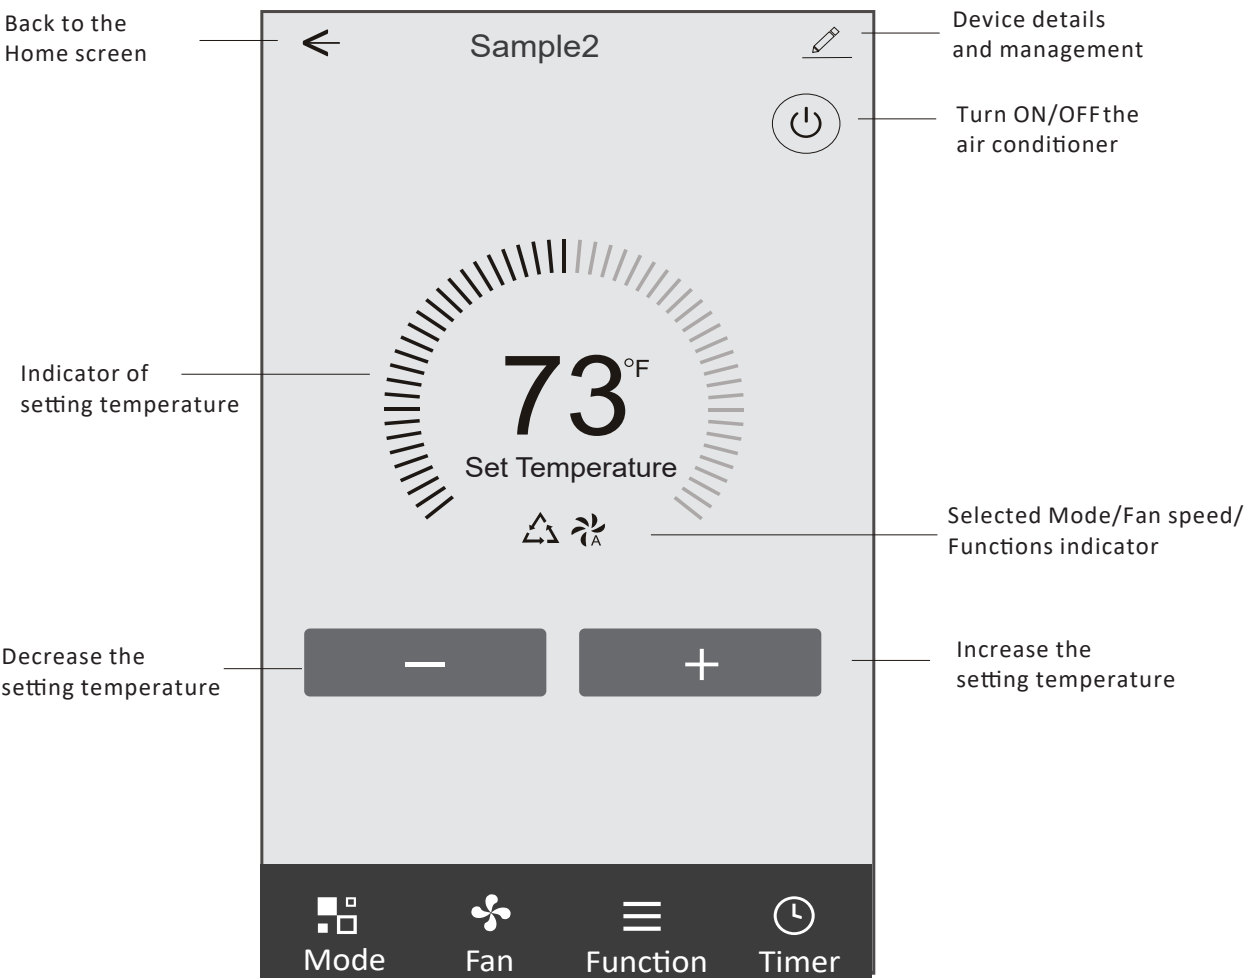 Back to the
Home screen
Sample2
Device details
and management
Turn ON/OFF the
air conditioner
Indicator of
setting temperature
73°F
Set Temperature
A
Selected Mode/Fan speed/
Functions indicator
Decrease the
setting temperature
−
+
Increase the
setting temperature
Mode
Fan
Function
Timer